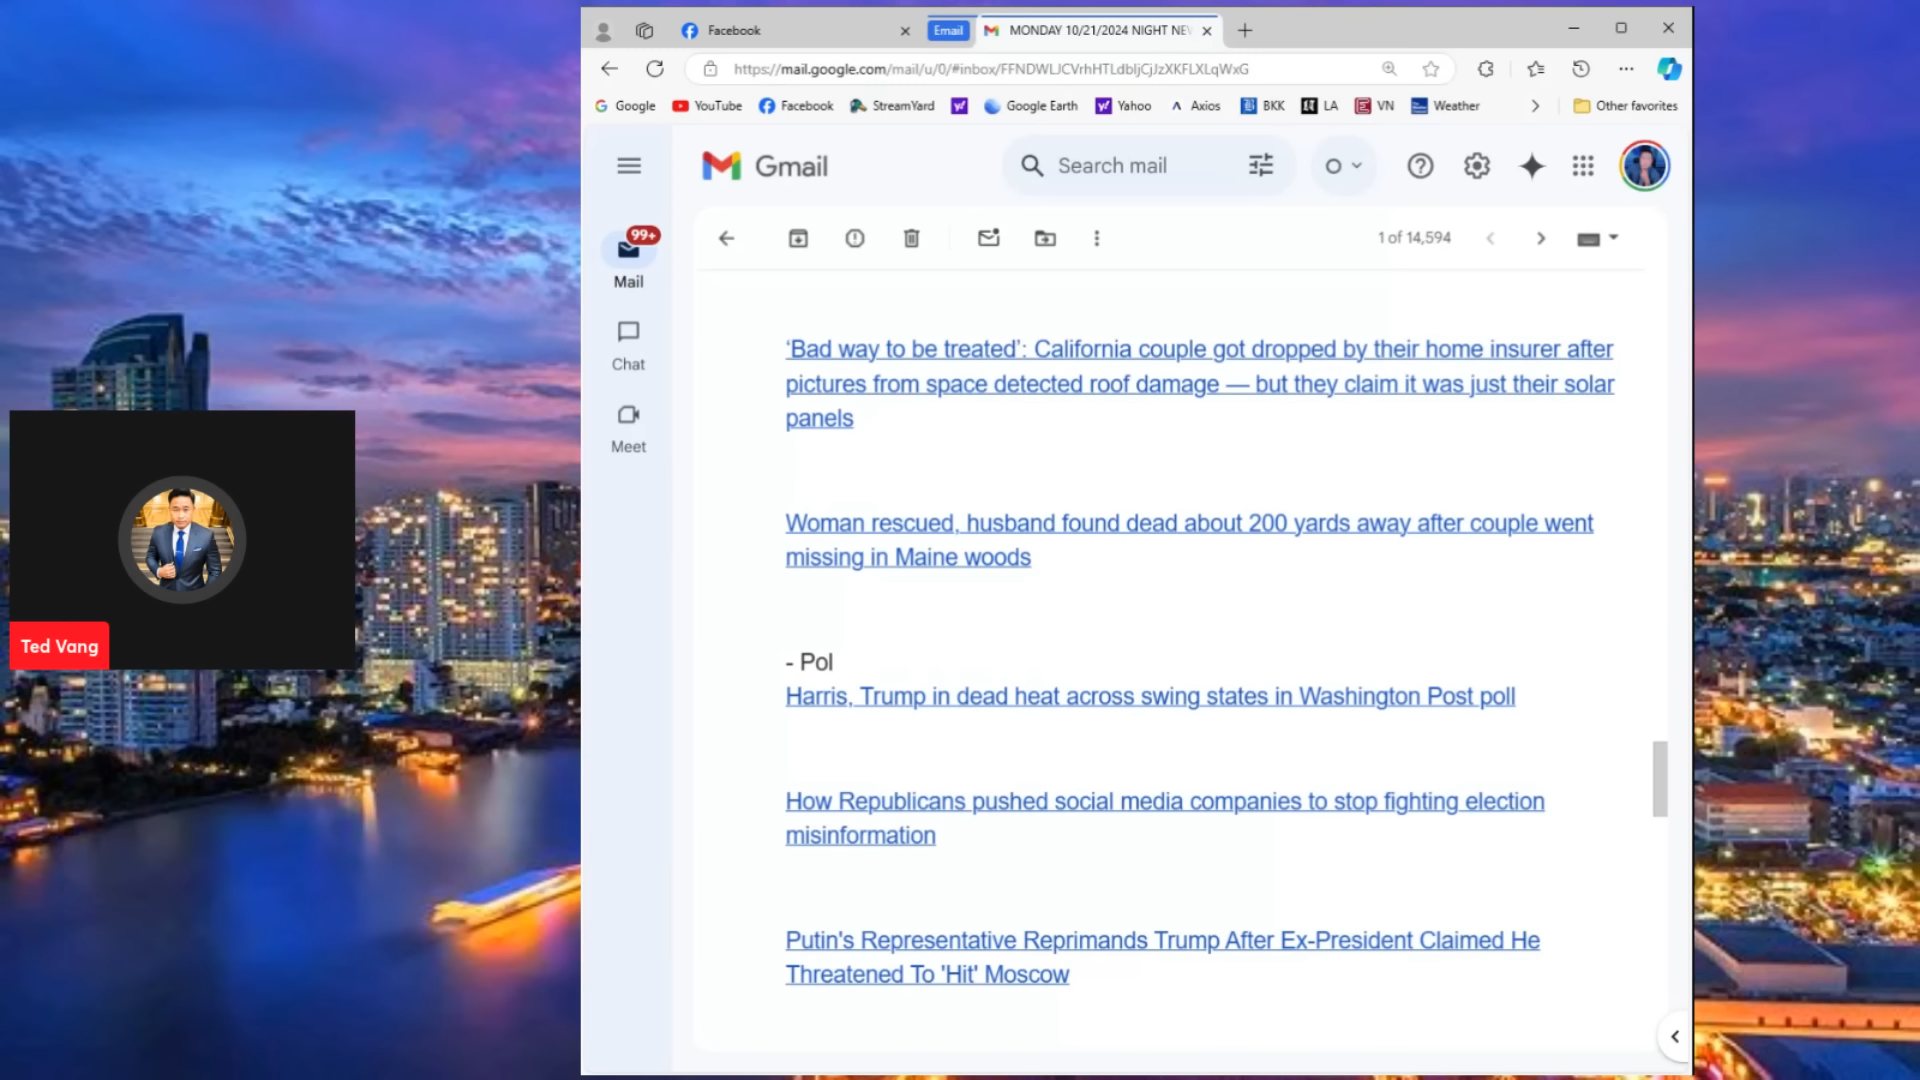 Facebook
Email
MONDAY 10/21/2024 NIGHT NE
https://mail.google.com/mail/u/0/#inbox/FFNDWLJCVrhHTLdbljCjJzXKFLXLqWxG
Google
YouTube
Facebook
StreamYard
Google Earth
Yahoo
Axios
BKK
LA
VN
Weather
Other favorites
Gmail
Search mail
99+
Mail
1 of 14,594
Chat
Meet
‘Bad way to be treated’: California couple got dropped by their home insurer after
pictures from space detected roof damage — but they claim it was just their solar
panels
Woman rescued, husband found dead about 200 yards away after couple went
missing in Maine woods
- Pol
Harris, Trump in dead heat across swing states in Washington Post poll
How Republicans pushed social media companies to stop fighting election
misinformation
Putin's Representative Reprimands Trump After Ex-President Claimed He
Threatened To 'Hit' Moscow
Ted Vang